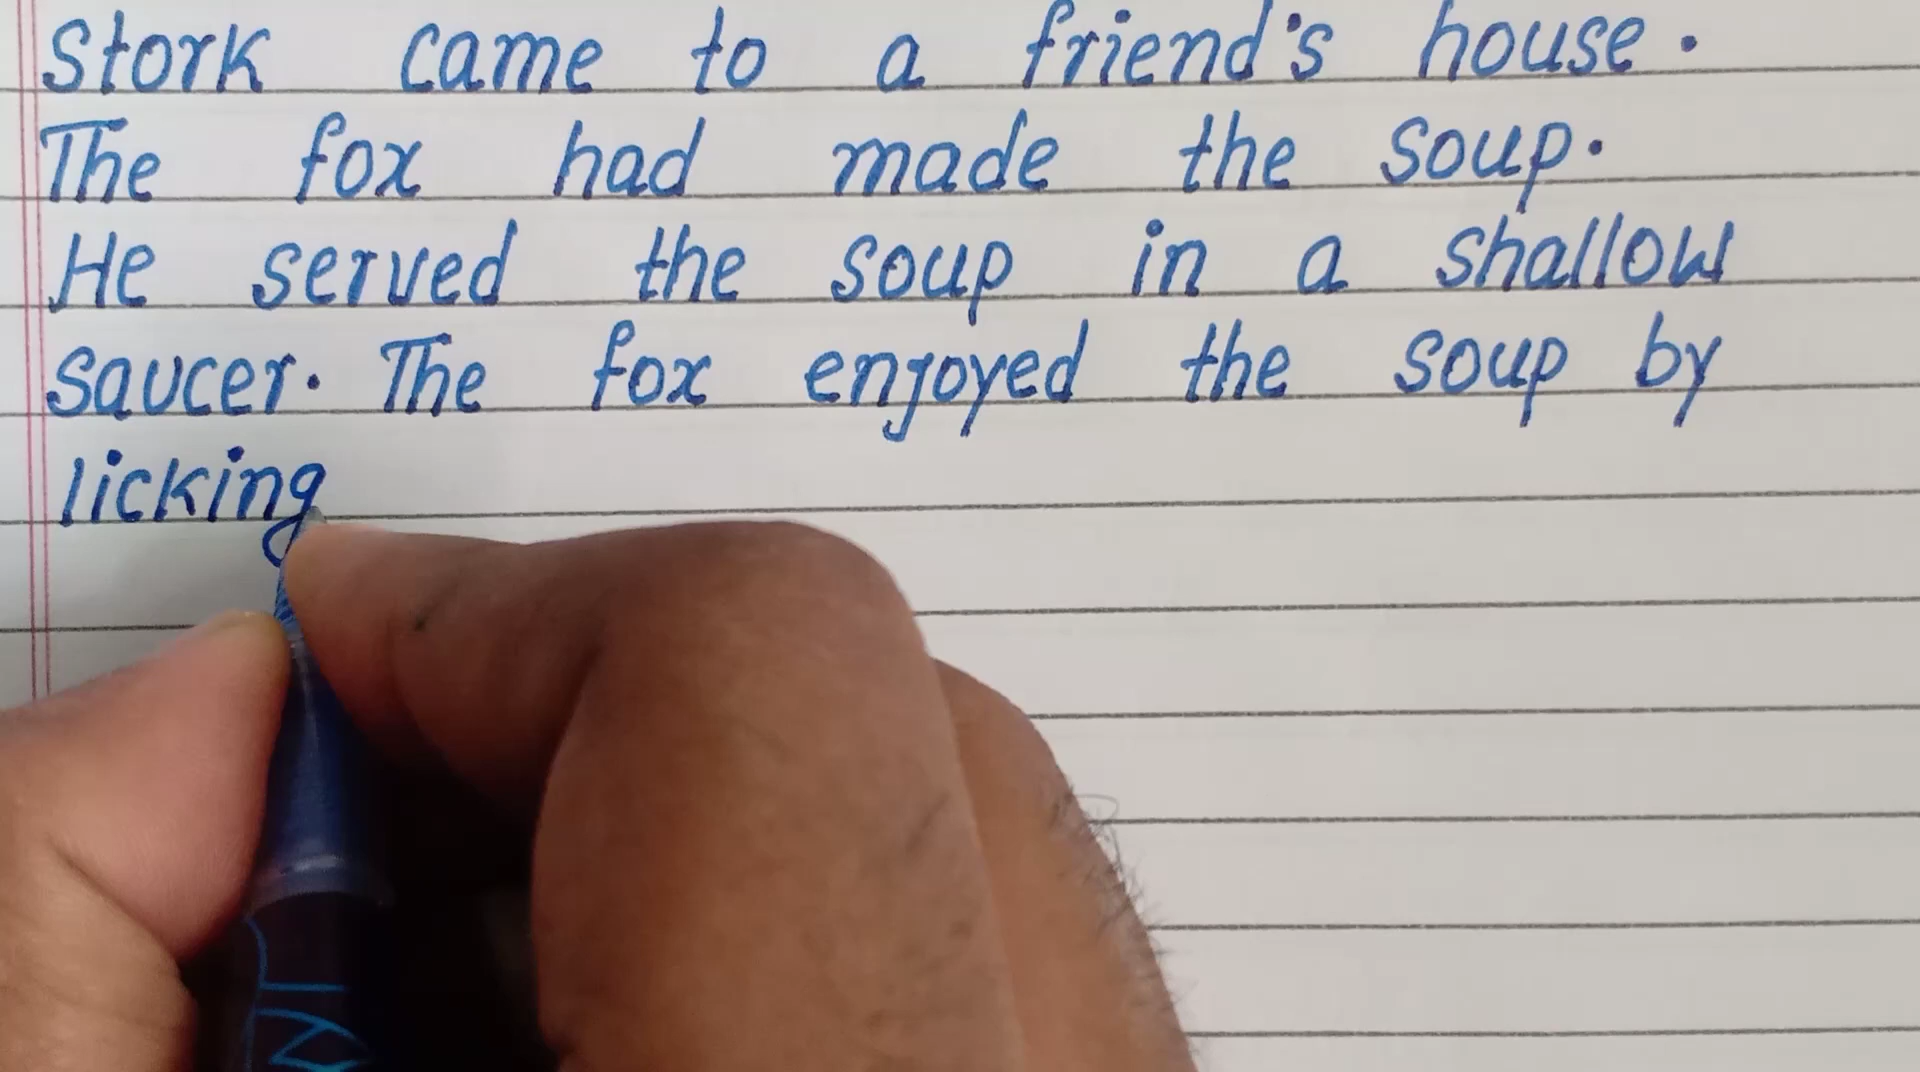 Stork came to a friend's house.
The fox had made the soup.
He served the soup in a shallow
saucer. The fox enjoyed the soup by
licking